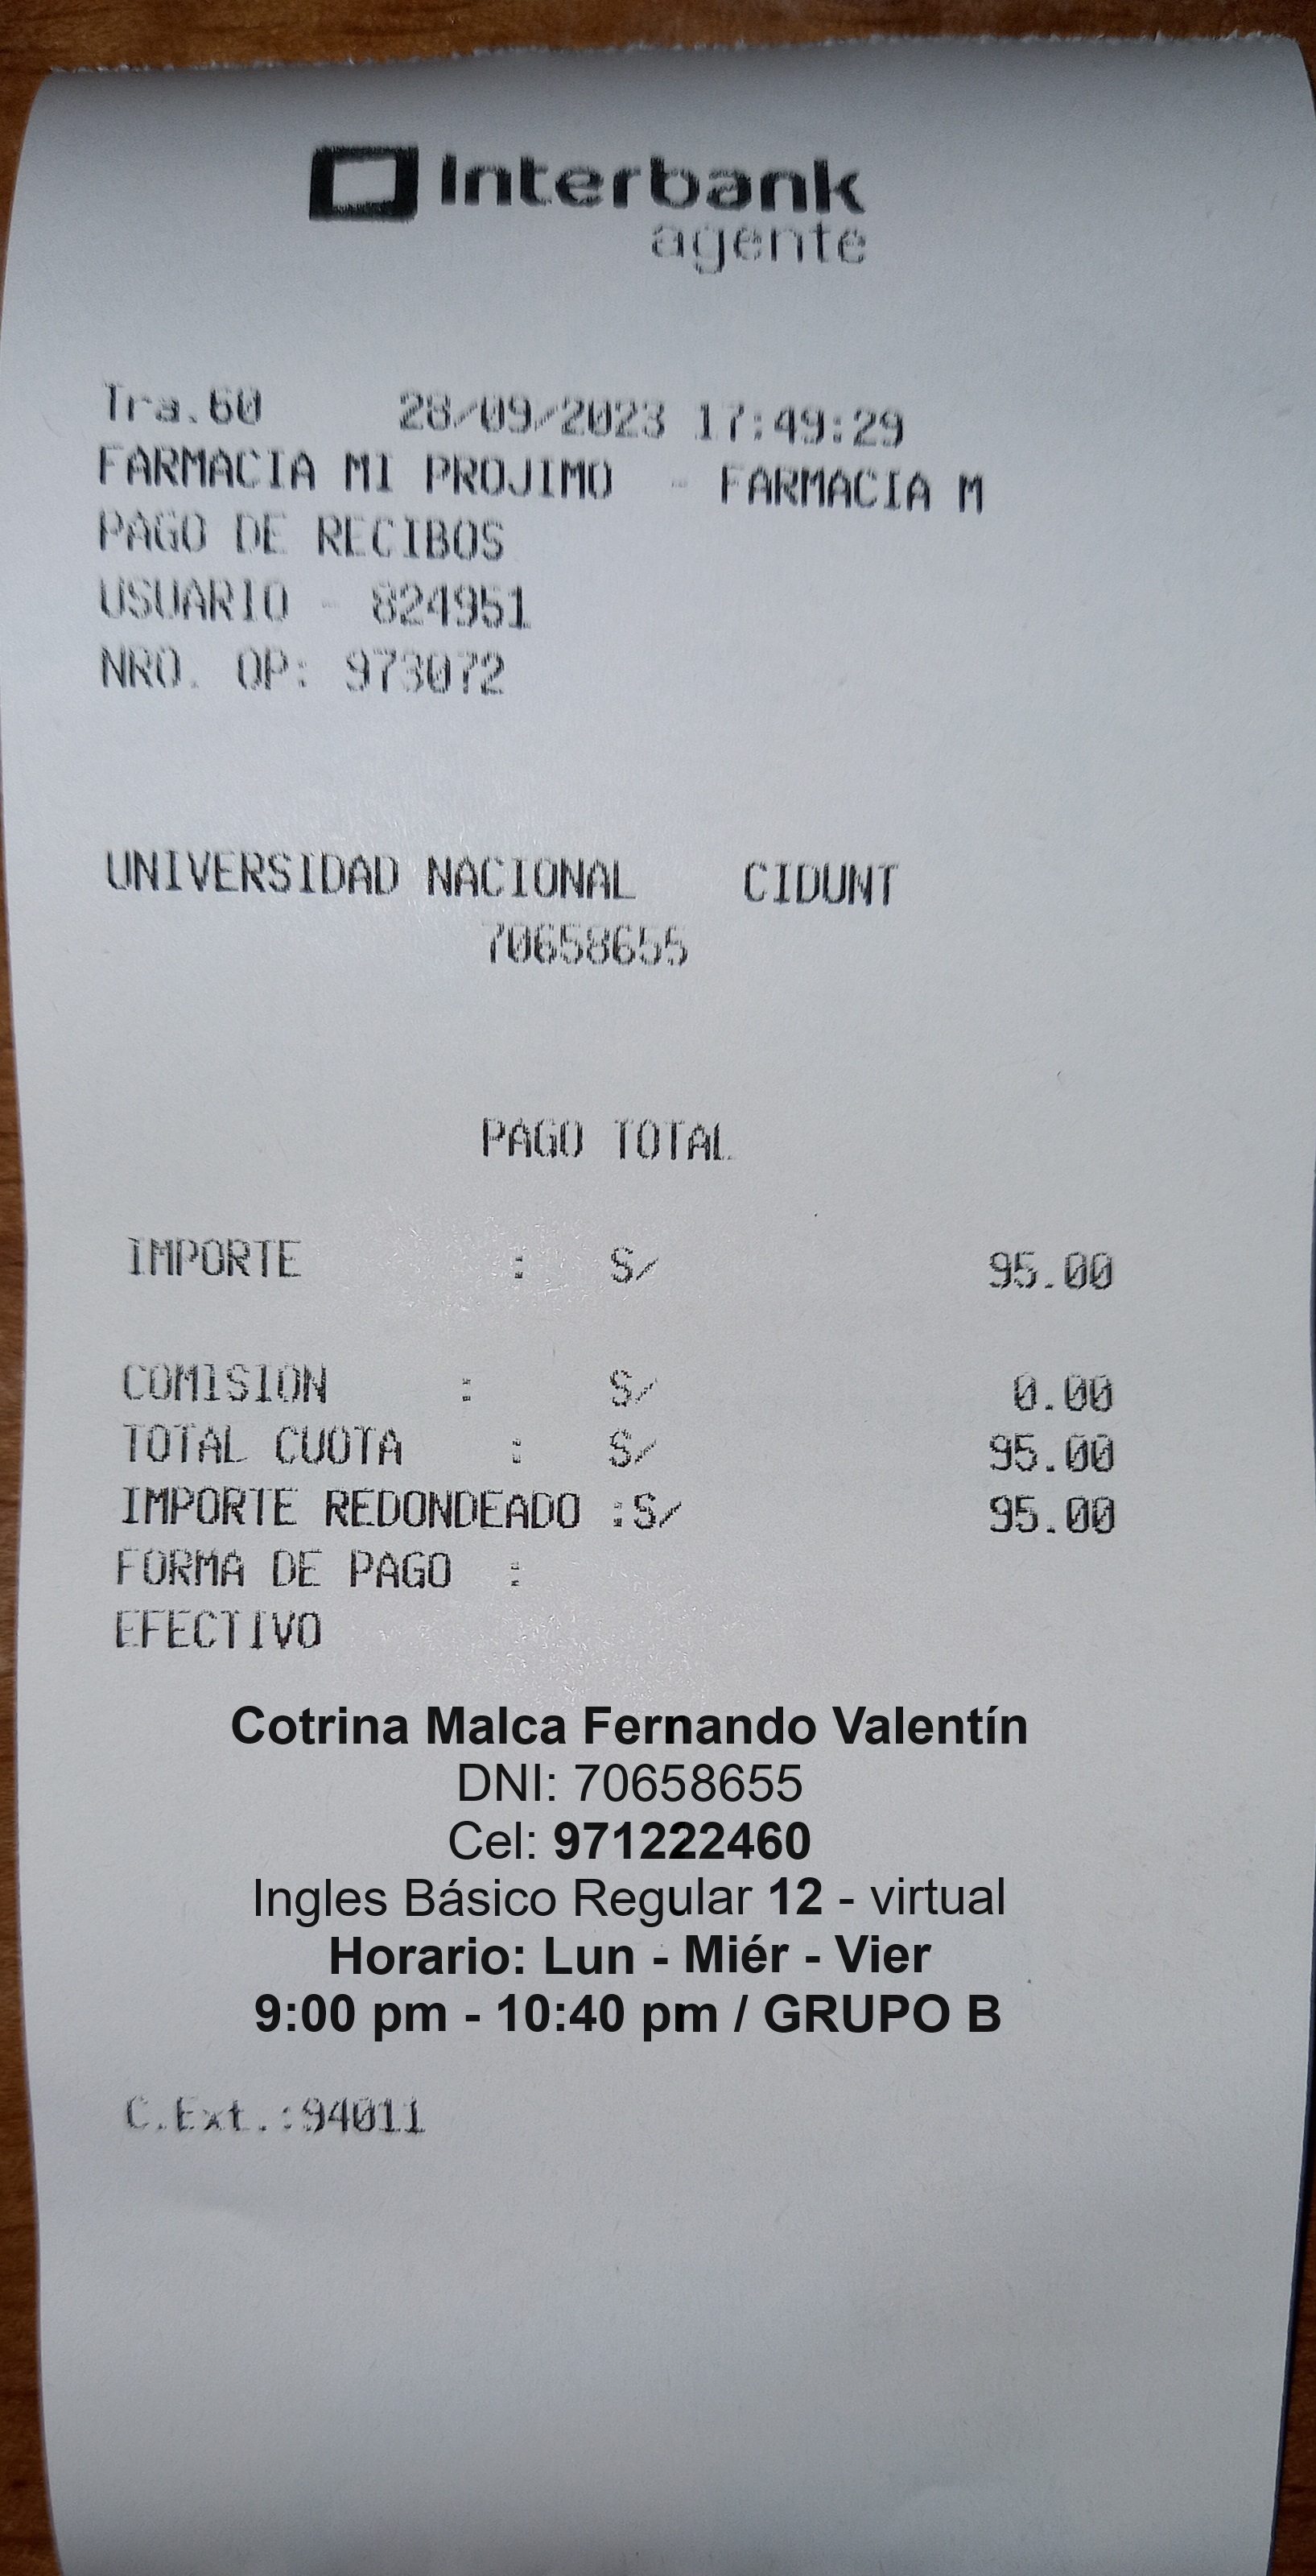 Interbank
agente
Tra.60 28/09/2023 17:49:29
FARMACIA MI PROJIMO - FARMACIA M
PAGO DE RECIBOS
USUARIO - 824951
NRO. OP: 973072
UNIVERSIDAD NACIONAL CIDUNT
70658655
PAGO TOTAL
IMPORTE : S/ 95.00
COMISION : S/ 0.00
TOTAL CUOTA : S/ 95.00
IMPORTE REDONDEADO :S/ 95.00
FORMA DE PAGO :
EFECTIVO
Cotrina Malca Fernando Valentín
DNI: 70658655
Cel: 971222460
Ingles Básico Regular 12 - virtual
Horario: Lun - Miér - Vier
9:00 pm - 10:40 pm / GRUPO B
C.Ext.:94011